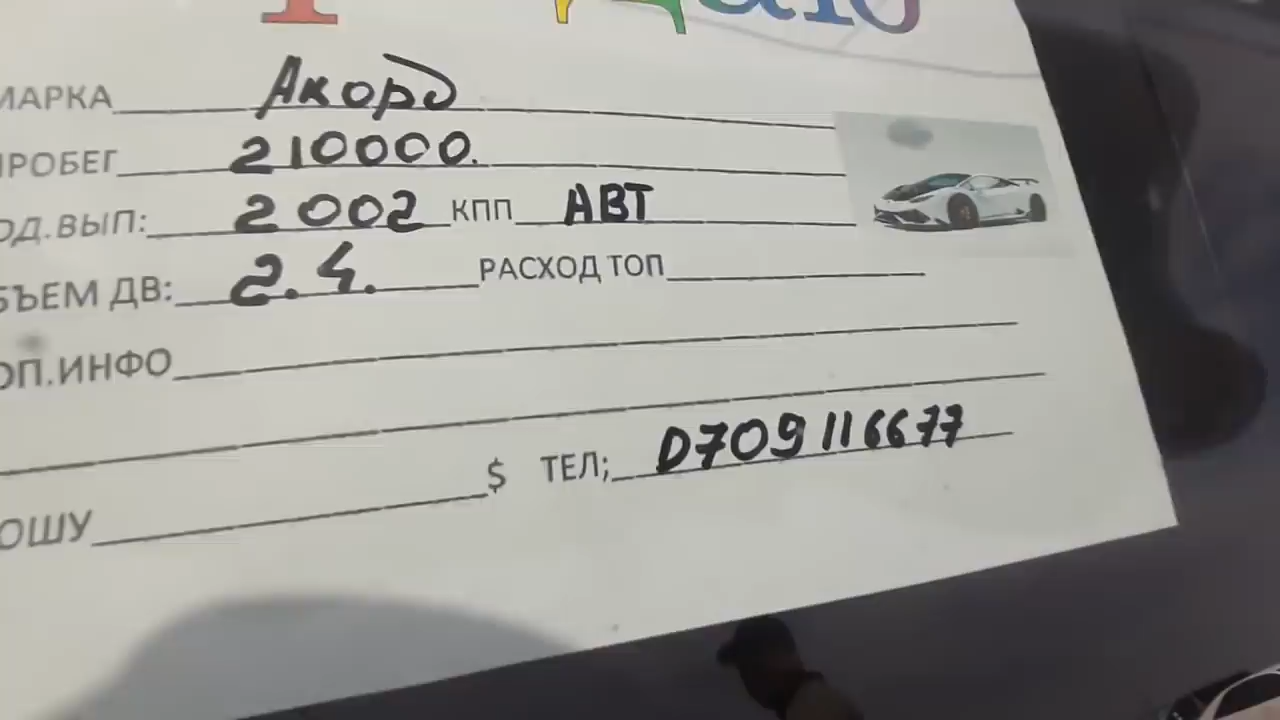 МАРКА Акорд
ПРОБЕГ 210000.
ОД.ВЫП: 2002 КПП АВТ
БЪЕМ ДВ: 2.4. РАСХОД ТОП
ОП.ИНФО
$ ТЕЛ; 0709116677
ОШУ